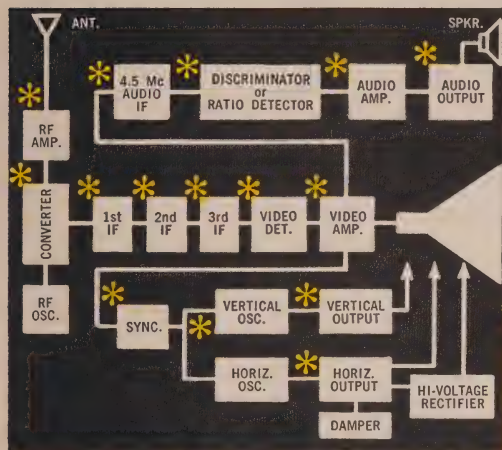 ANT.
SPKR.
4.5 Mc
AUDIO
IF
DISCRIMINATOR
or
RATIO DETECTOR
AUDIO
AMP.
AUDIO
OUTPUT
RF
AMP.
CONVERTER
RF
OSC.
1st
IF
2nd
IF
3rd
IF
VIDEO
DET.
VIDEO
AMP.
SYNC.
VERTICAL
OSC.
VERTICAL
OUTPUT
HORIZ.
OSC.
HORIZ.
OUTPUT
DAMPER
HI-VOLTAGE
RECTIFIER